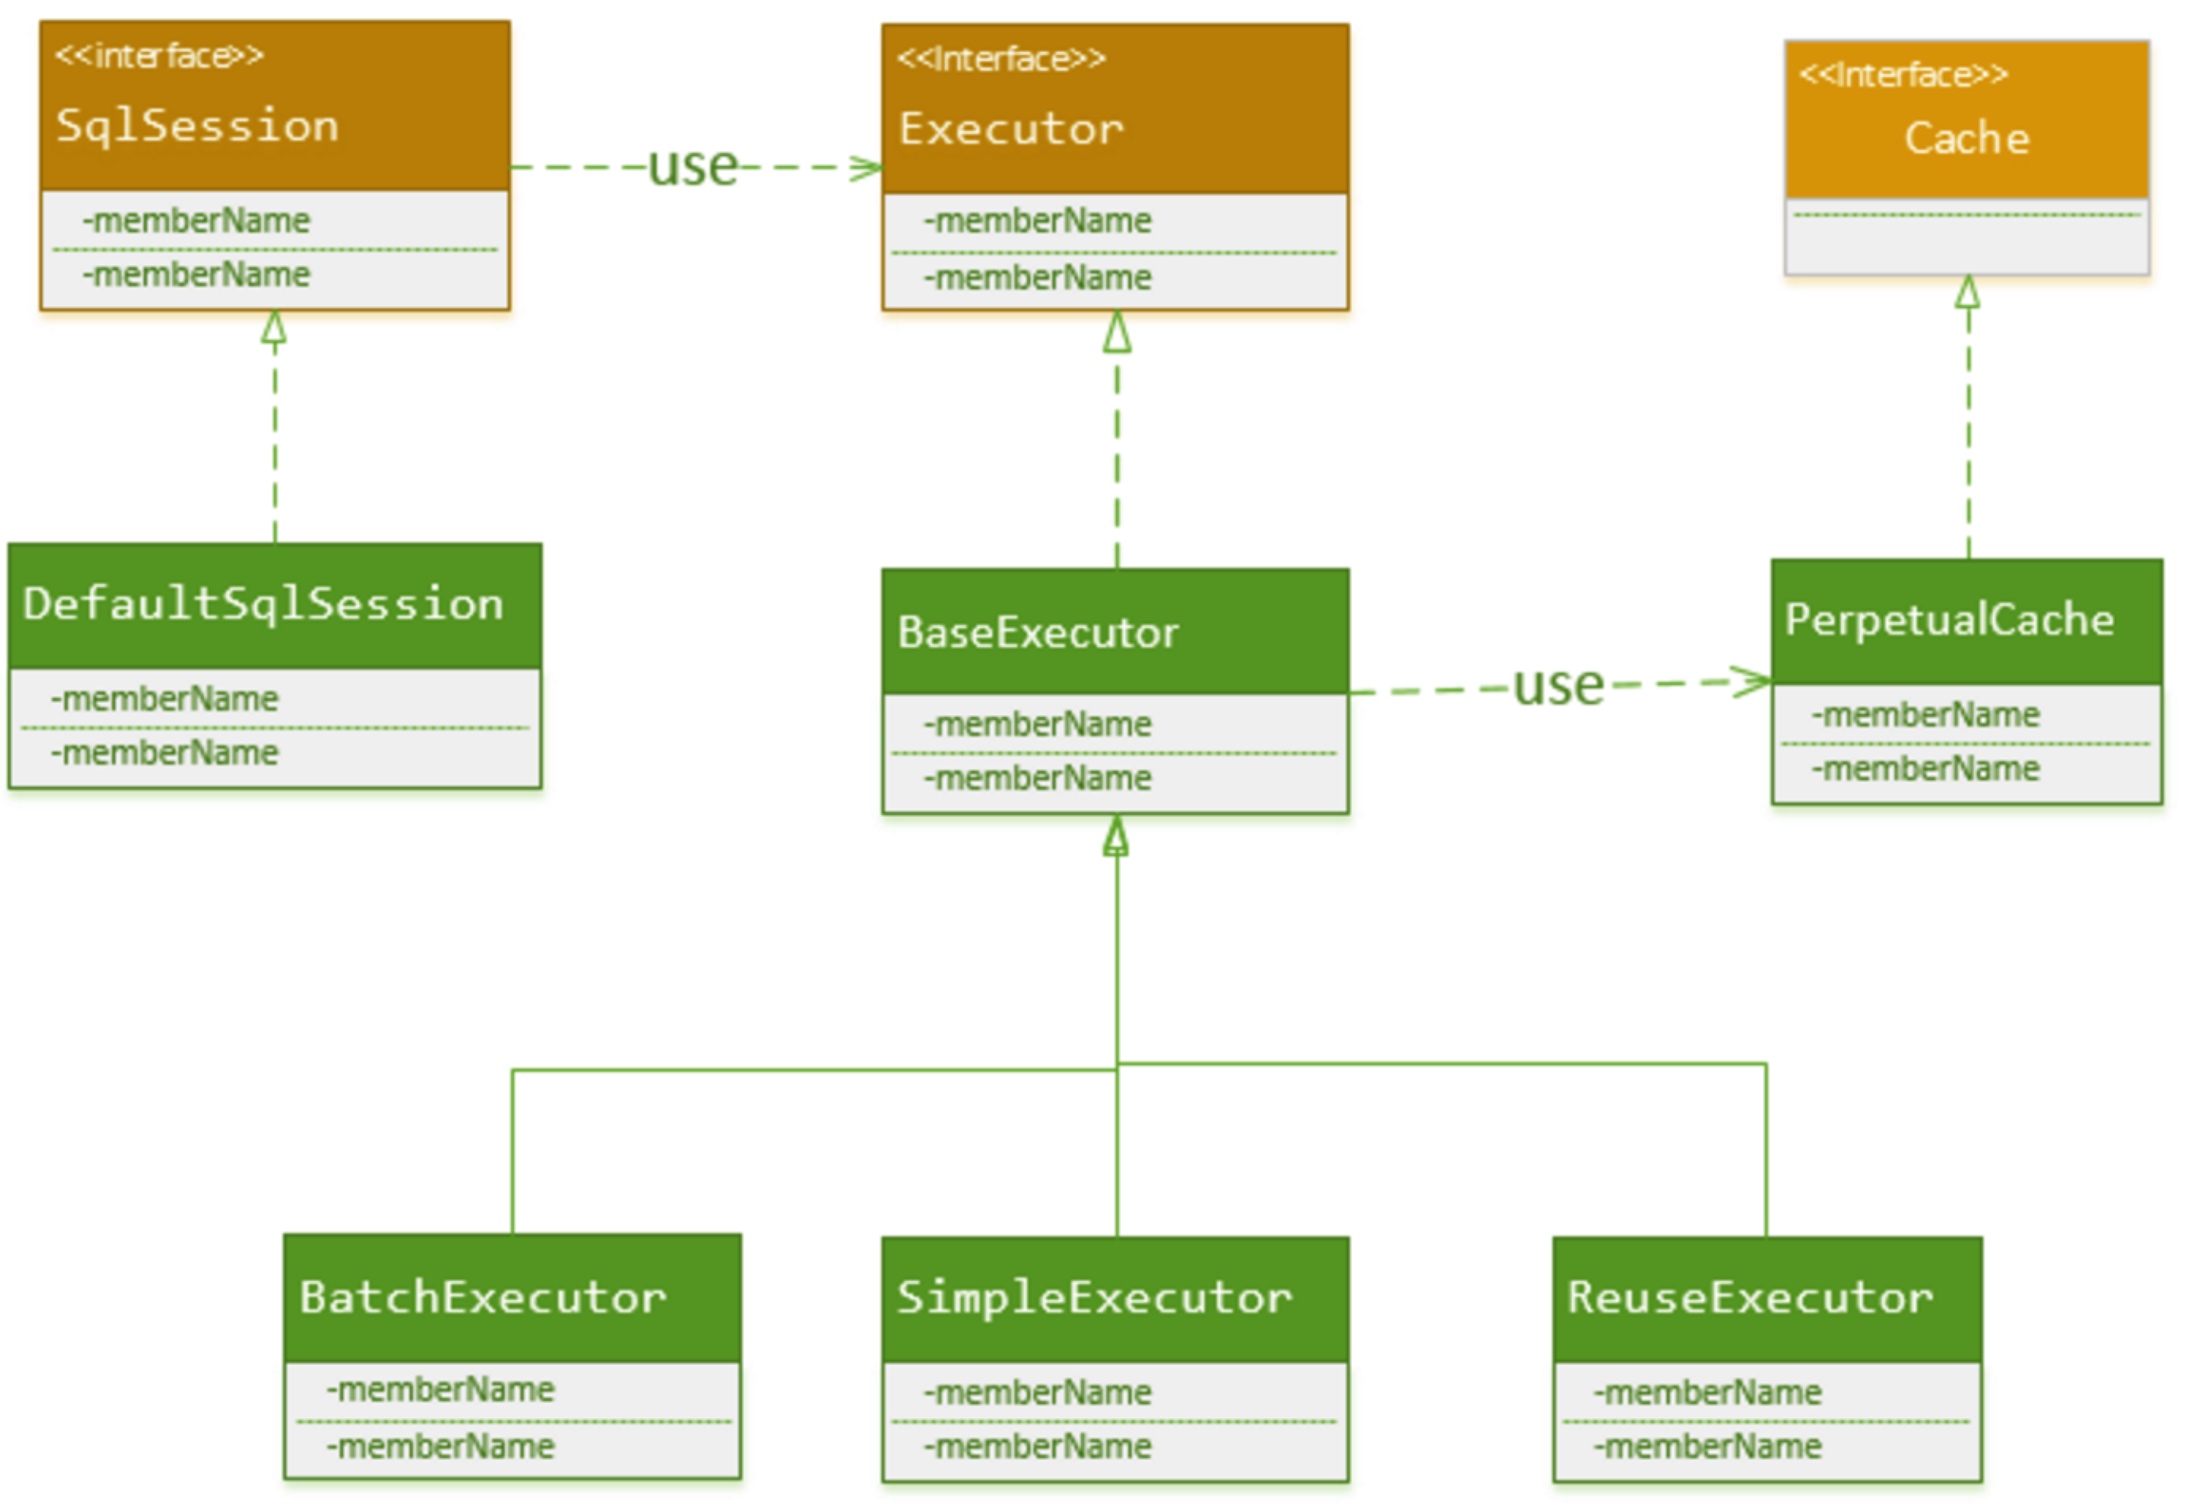 <<interface>>
SqlSession
-memberName
-memberName
use
<<Interface>>
Executor
-memberName
-memberName
<<Interface>>
Cache
DefaultSqlSession
-memberName
-memberName
BaseExecutor
-memberName
-memberName
use
PerpetualCache
-memberName
-memberName
BatchExecutor
-memberName
-memberName
SimpleExecutor
-memberName
-memberName
ReuseExecutor
-memberName
-memberName